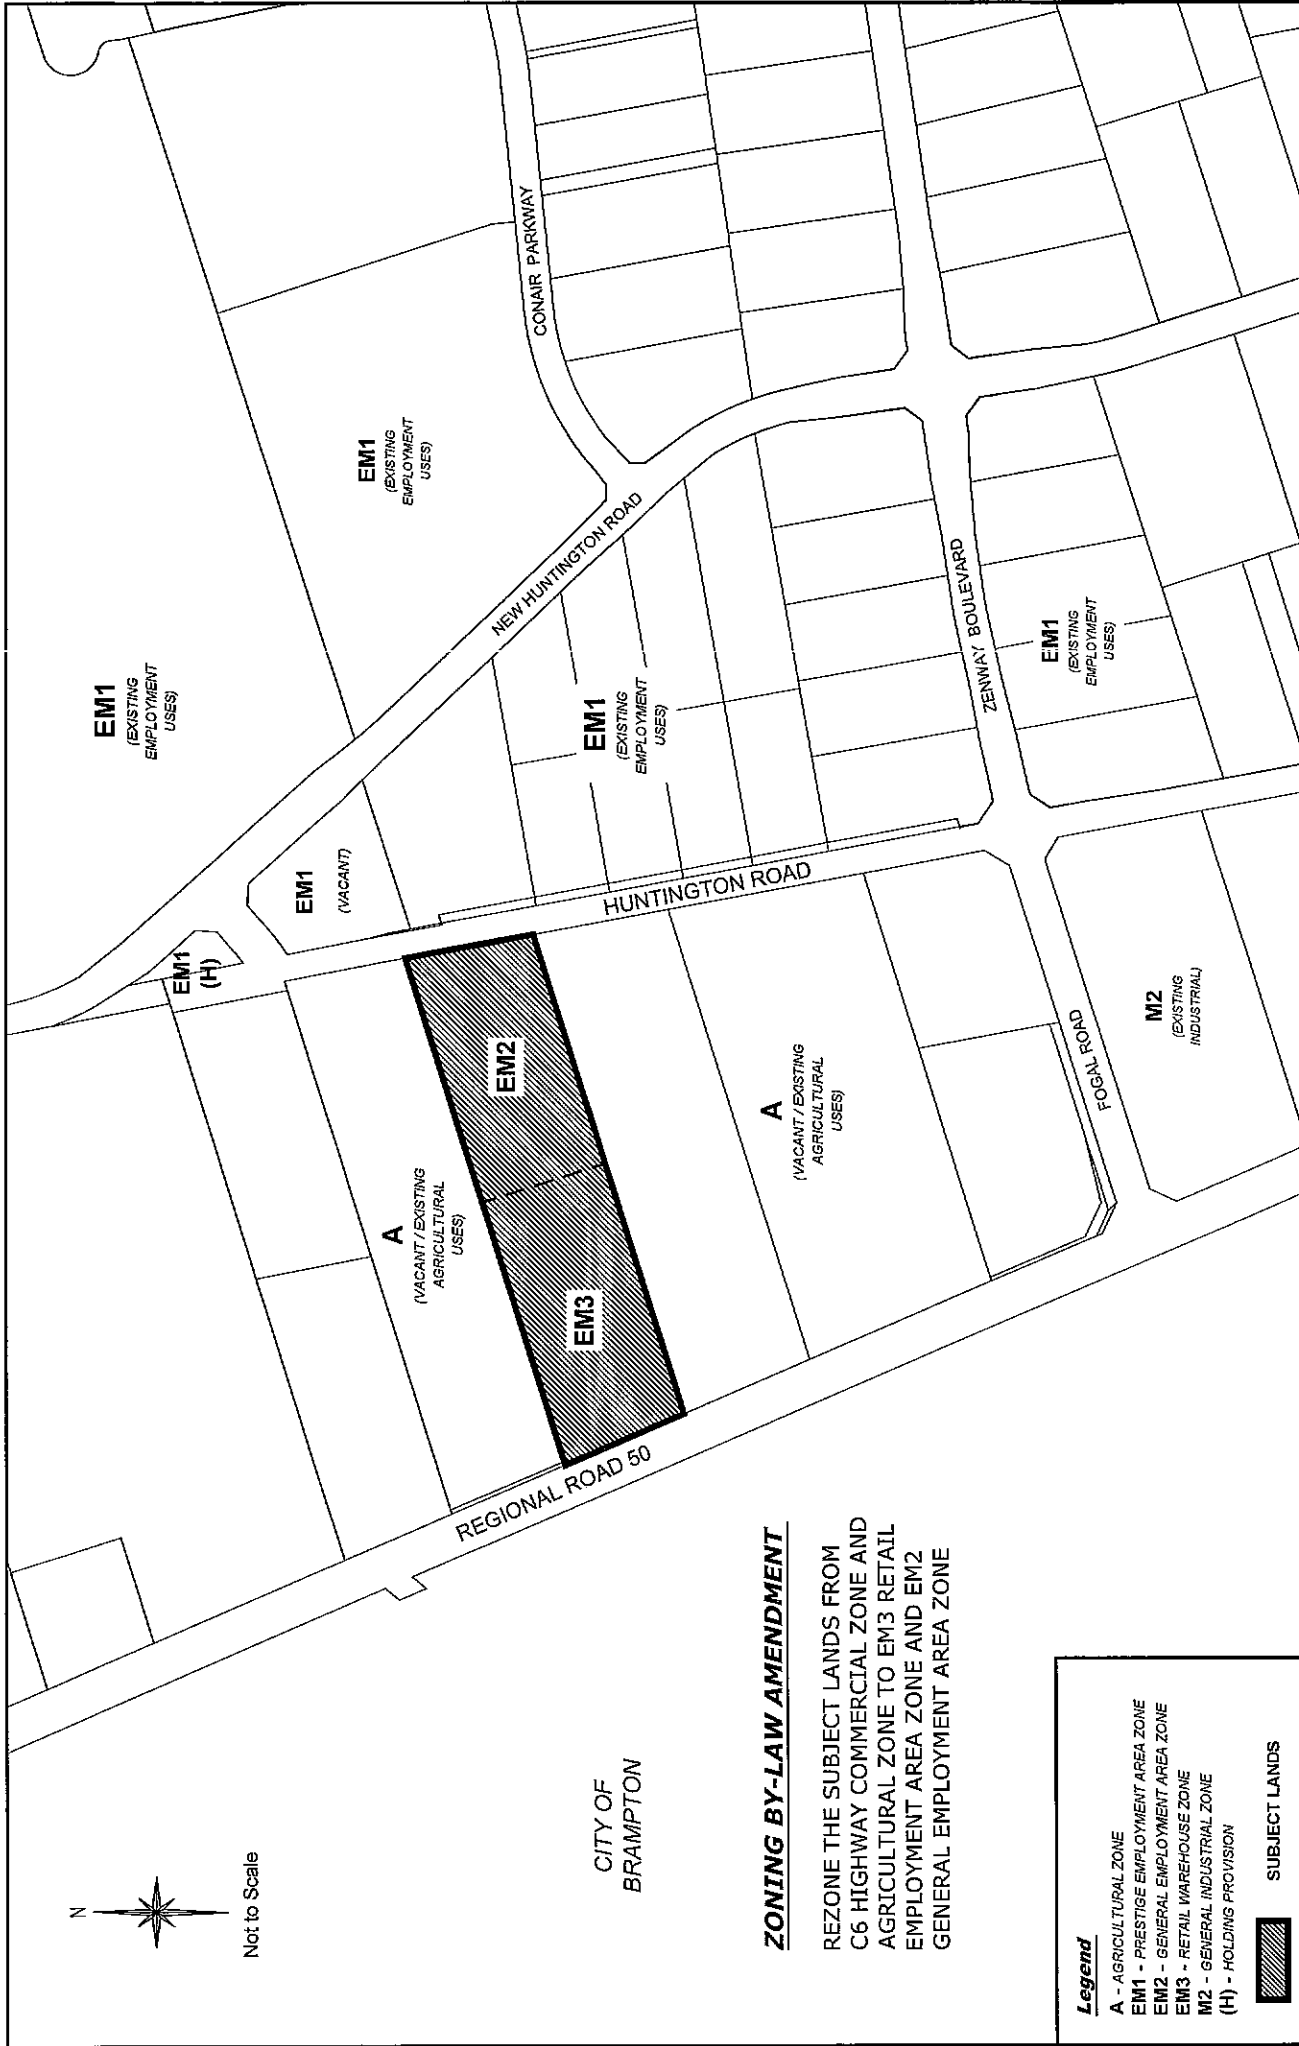 N
Not to Scale
CITY OF
BRAMPTON
ZONING BY-LAW AMENDMENT
REZONE THE SUBJECT LANDS FROM
C6 HIGHWAY COMMERCIAL ZONE AND
AGRICULTURAL ZONE TO EM3 RETAIL
EMPLOYMENT AREA ZONE AND EM2
GENERAL EMPLOYMENT AREA ZONE
Legend
A - AGRICULTURAL ZONE
EM1 - PRESTIGE EMPLOYMENT AREA ZONE
EM2 - GENERAL EMPLOYMENT AREA ZONE
EM3 - RETAIL WAREHOUSE ZONE
M2 - GENERAL INDUSTRIAL ZONE
(H) - HOLDING PROVISION
SUBJECT LANDS
REGIONAL ROAD 50
A
(VACANT / EXISTING
AGRICULTURAL
USES)
EM3
EM2
A
(VACANT / EXISTING
AGRICULTURAL
USES)
FOGAL ROAD
M2
(EXISTING
INDUSTRIAL)
EM1
(H)
EM1
(VACANT)
HUNTINGTON ROAD
EM1
(EXISTING
EMPLOYMENT
USES)
EM1
(EXISTING
EMPLOYMENT
USES)
ZENWAY BOULEVARD
EM1
(EXISTING
EMPLOYMENT
USES)
NEW HUNTINGTON ROAD
EM1
(EXISTING
EMPLOYMENT
USES)
CONAIR PARKWAY